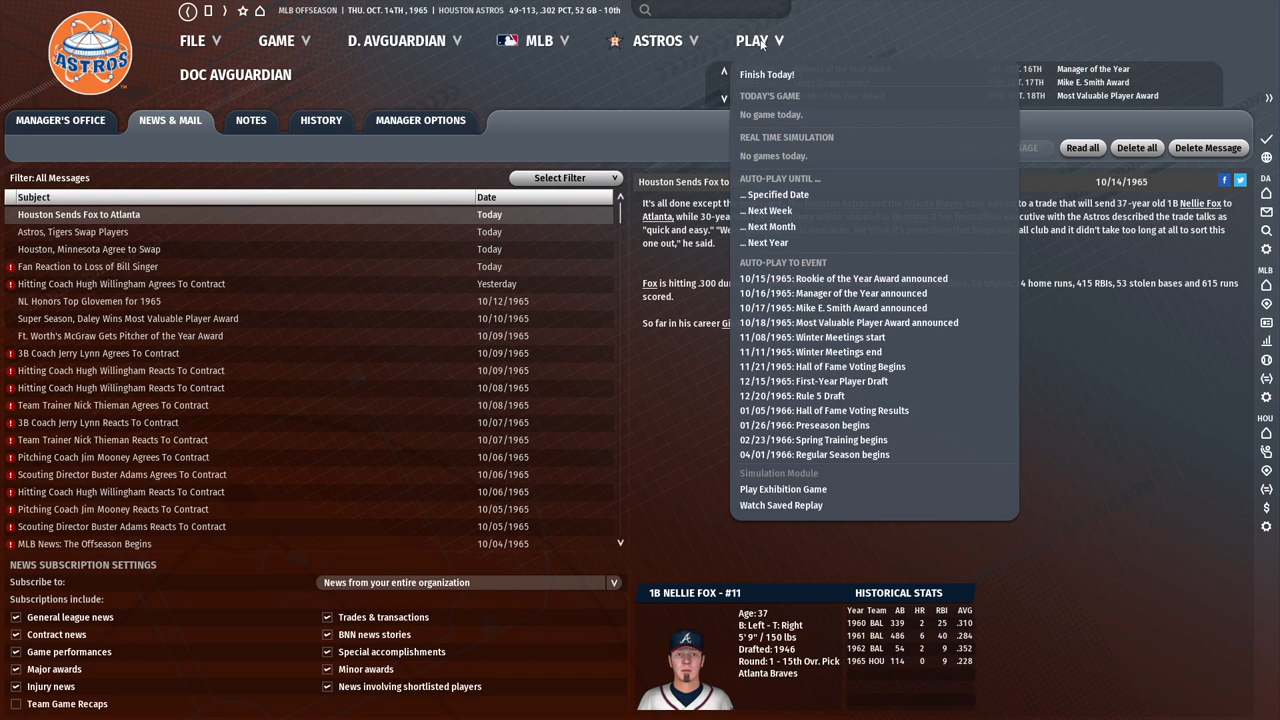 MLB OFFSEASON | THU. OCT. 14TH , 1965 | HOUSTON ASTROS 49-113, .302 PCT, 52 GB - 10th
ASTROS
FILE GAME D. AVGUARDIAN MLB ASTROS PLAY
DOC AVGUARDIAN
16TH Manager of the Year
. 17TH Mike E. Smith Award
. 18TH Most Valuable Player Award
MANAGER'S OFFICE NEWS & MAIL NOTES HISTORY MANAGER OPTIONS
Read all Delete all Delete Message
Filter: All Messages Select Filter
Subject Date
Houston Sends Fox to Atlanta Today
Astros, Tigers Swap Players Today
Houston, Minnesota Agree to Swap Today
Fan Reaction to Loss of Bill Singer Today
Hitting Coach Hugh Willingham Agrees To Contract Yesterday
NL Honors Top Glovemen for 1965 10/12/1965
Super Season, Daley Wins Most Valuable Player Award 10/10/1965
Ft. Worth's McGraw Gets Pitcher of the Year Award 10/09/1965
3B Coach Jerry Lynn Agrees To Contract 10/09/1965
Hitting Coach Hugh Willingham Reacts To Contract 10/09/1965
Hitting Coach Hugh Willingham Reacts To Contract 10/08/1965
Team Trainer Nick Thieman Agrees To Contract 10/08/1965
3B Coach Jerry Lynn Reacts To Contract 10/07/1965
Team Trainer Nick Thieman Reacts To Contract 10/07/1965
Pitching Coach Jim Mooney Agrees To Contract 10/06/1965
Scouting Director Buster Adams Agrees To Contract 10/06/1965
Hitting Coach Hugh Willingham Reacts To Contract 10/06/1965
Pitching Coach Jim Mooney Reacts To Contract 10/05/1965
Scouting Director Buster Adams Reacts To Contract 10/05/1965
MLB News: The Offseason Begins 10/04/1965
NEWS SUBSCRIPTION SETTINGS
Subscribe to: News from your entire organization
Subscriptions include:
General league news Trades & transactions
Contract news BNN news stories
Game performances Special accomplishments
Major awards Minor awards
Injury news News involving shortlisted players
Team Game Recaps
Finish Today!
TODAY'S GAME
No game today.
REAL TIME SIMULATION
No games today.
AUTO-PLAY UNTIL ...
... Specified Date
... Next Week
... Next Month
... Next Year
AUTO-PLAY TO EVENT
10/15/1965: Rookie of the Year Award announced
10/16/1965: Manager of the Year announced
10/17/1965: Mike E. Smith Award announced
10/18/1965: Most Valuable Player Award announced
11/08/1965: Winter Meetings start
11/11/1965: Winter Meetings end
11/21/1965: Hall of Fame Voting Begins
12/15/1965: First-Year Player Draft
12/20/1965: Rule 5 Draft
01/05/1966: Hall of Fame Voting Results
01/26/1966: Preseason begins
02/23/1966: Spring Training begins
04/01/1966: Regular Season begins
Simulation Module
Play Exhibition Game
Watch Saved Replay
Houston Sends Fox to 10/14/1965
It's all done except th to a trade that will send 37-year old 1B Nellie Fox to
Atlanta, while 30-yea executive with the Astros described the trade talks as
"quick and easy." "We all club and it didn't take too long at all to sort this
one out," he said.
Fox is hitting .300 du 4 home runs, 415 RBIs, 53 stolen bases and 615 runs
scored.
So far in his career Gi
DA
MLB
HOU
1B NELLIE FOX - #11
Age: 37
B: Left - T: Right
5' 9" / 150 lbs
Drafted: 1946
Round: 1 - 15th Ovr. Pick
Atlanta Braves
HISTORICAL STATS
Year Team AB HR RBI AVG
1960 BAL 339 2 25 .310
1961 BAL 486 6 40 .284
1962 BAL 54 2 9 .352
1965 HOU 114 0 9 .228